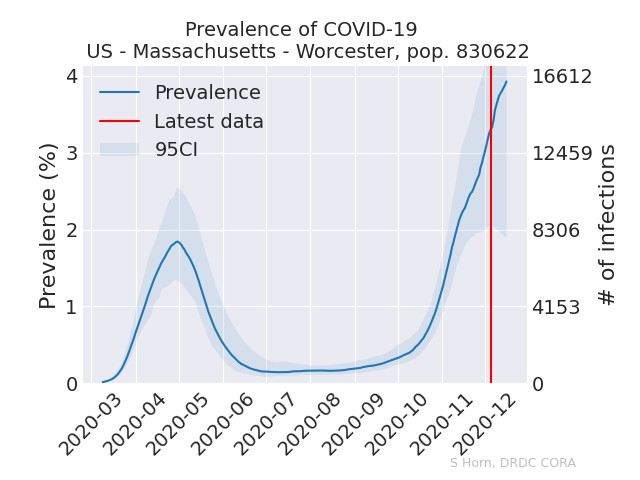 Prevalence of COVID-19
US - Massachusetts - Worcester, pop. 830622
Prevalence
Latest data
95CI
Prevalence (%)
4
3
2
1
0
16612
12459
8306
4153
0
# of infections
2020-03
2020-04
2020-05
2020-06
2020-07
2020-08
2020-09
2020-10
2020-11
2020-12
S Horn, DRDC CORA